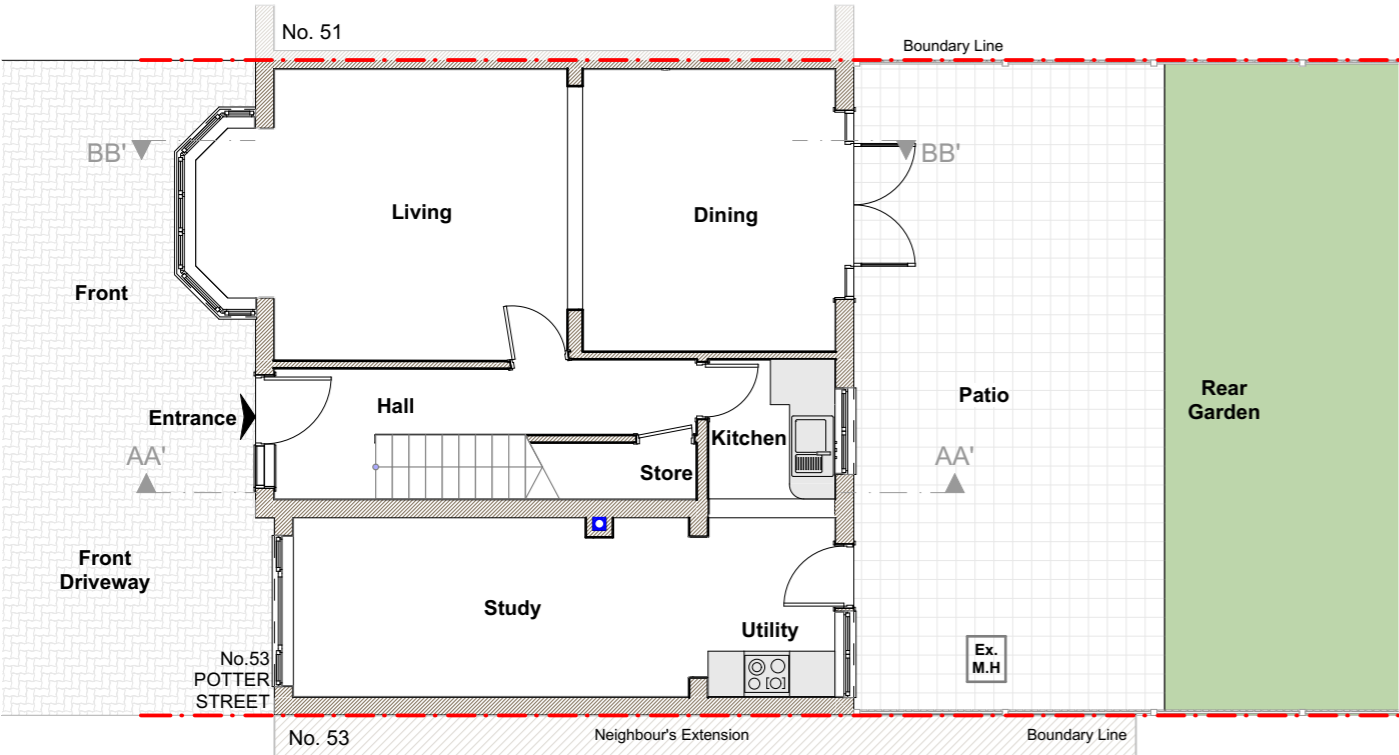 No. 51
Boundary Line
BB'
BB'
Living
Dining
Front
Entrance
Hall
Patio
Rear
Garden
AA'
Kitchen
Store
AA'
Front
Driveway
Study
Utility
Ex.
M.H
No.53
POTTER
STREET
No. 53
Neighbour's Extension
Boundary Line